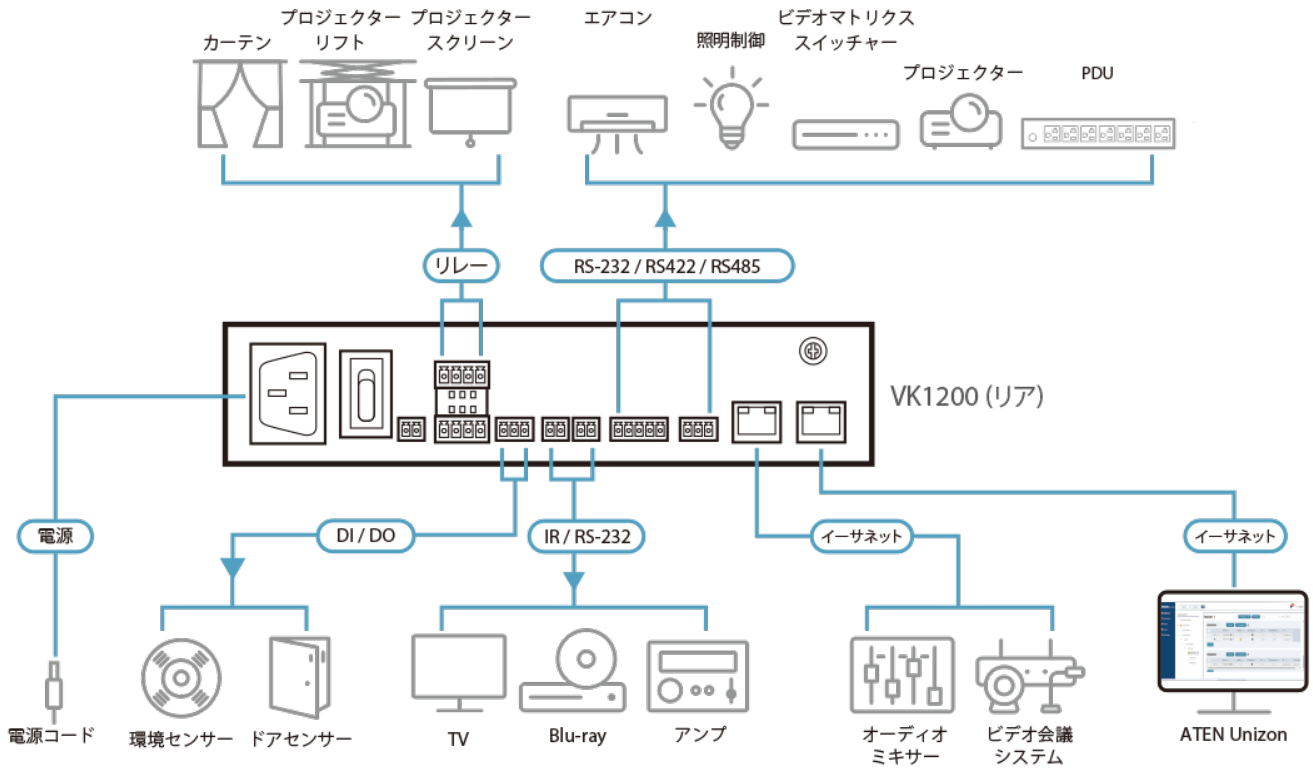 カーテン
プロジェクター
リフト
プロジェクター
スクリーン
エアコン
照明制御
ビデオマトリクス
スイッチャー
プロジェクター
PDU
リレー
RS-232 / RS422 / RS485
VK1200 (リア)
電源
DI / DO
IR / RS-232
イーサネット
イーサネット
電源コード
環境センサー
ドアセンサー
TV
Blu-ray
アンプ
オーディオ
ミキサー
ビデオ会議
システム
ATEN Unizon